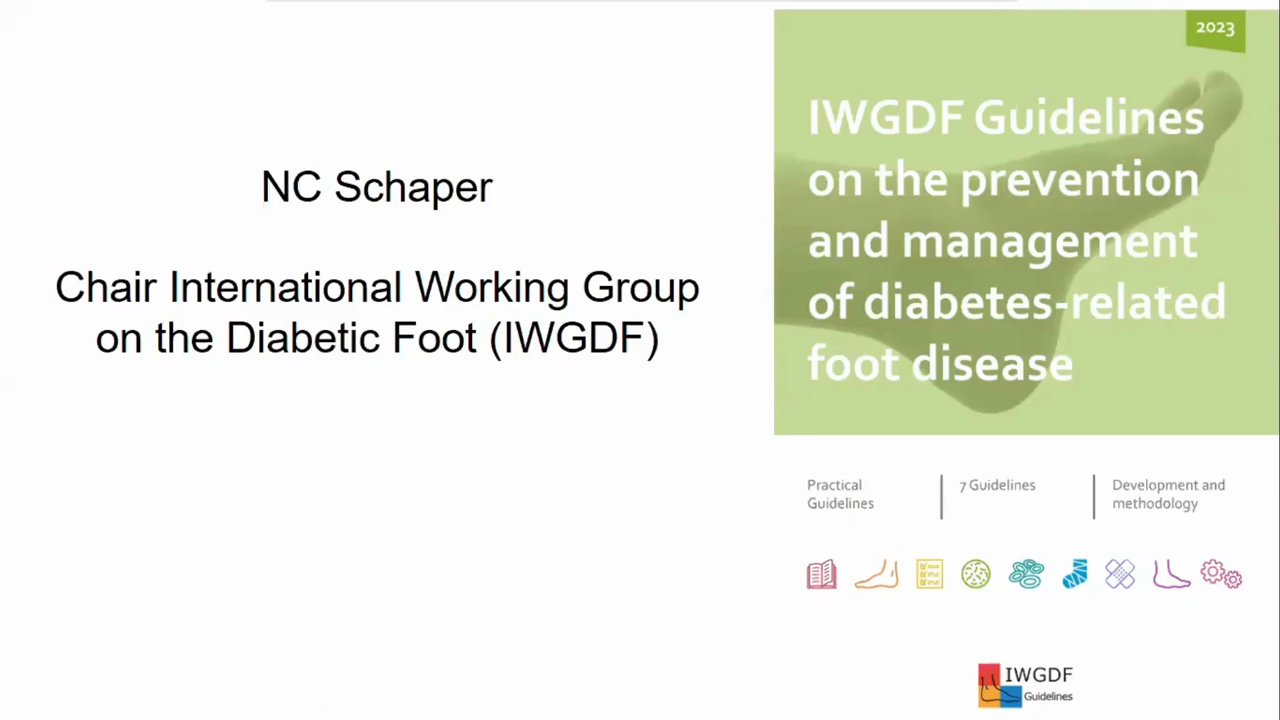 NC Schaper
Chair International Working Group
on the Diabetic Foot (IWGDF)
2023
IWGDF Guidelines
on the prevention
and management
of diabetes-related
foot disease
Practical
Guidelines
7 Guidelines
Development and
methodology
IWGDF
Guidelines